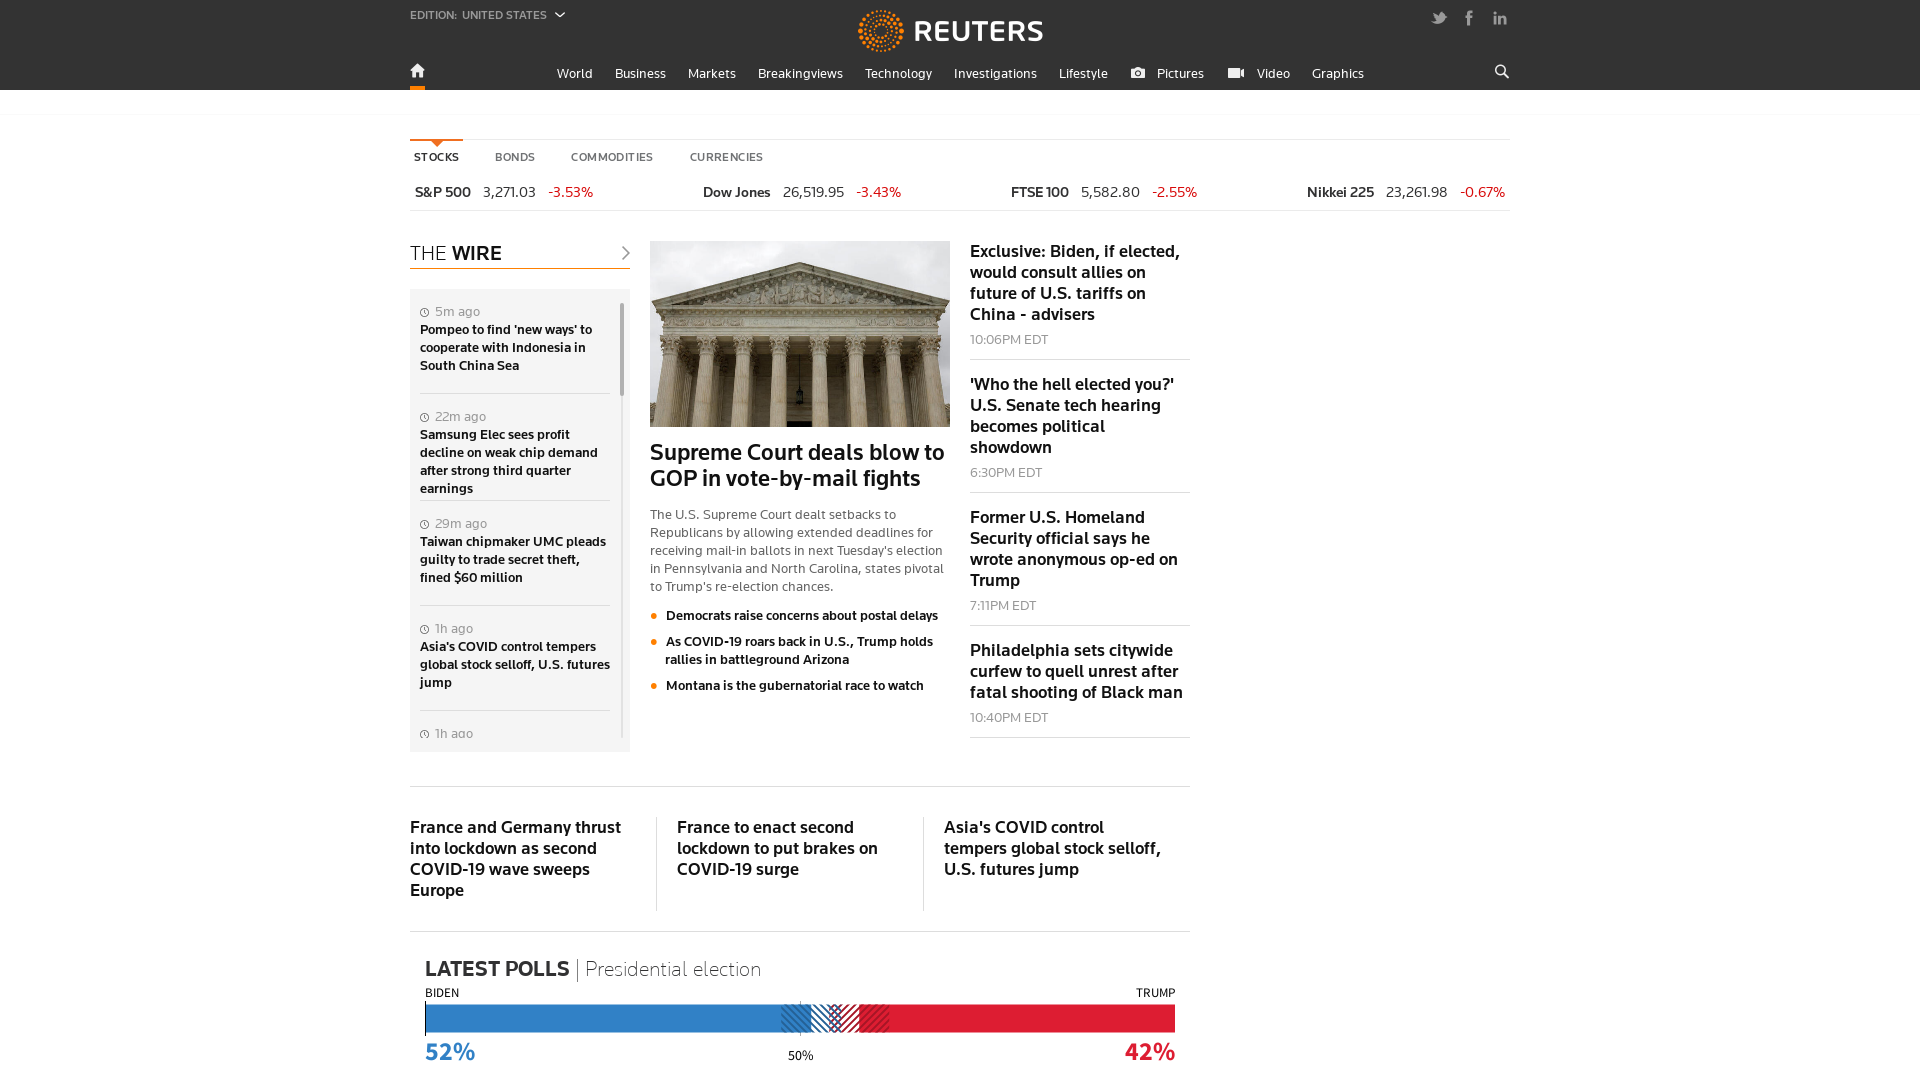 EDITION: UNITED STATES
REUTERS
World Business Markets Breakingviews Technology Investigations Lifestyle Pictures Video Graphics
STOCKS BONDS COMMODITIES CURRENCIES
S&P 500 3,271.03 -3.53% Dow Jones 26,519.95 -3.43% FTSE 100 5,582.80 -2.55% Nikkei 225 23,261.98 -0.67%
THE WIRE
5m ago
Pompeo to find 'new ways' to
cooperate with Indonesia in
South China Sea
22m ago
Samsung Elec sees profit
decline on weak chip demand
after strong third quarter
earnings
29m ago
Taiwan chipmaker UMC pleads
guilty to trade secret theft,
fined $60 million
1h ago
Asia's COVID control tempers
global stock selloff, U.S. futures
jump
1h ago
Supreme Court deals blow to
GOP in vote-by-mail fights
The U.S. Supreme Court dealt setbacks to
Republicans by allowing extended deadlines for
receiving mail-in ballots in next Tuesday's election
in Pennsylvania and North Carolina, states pivotal
to Trump's re-election chances.
Democrats raise concerns about postal delays
As COVID-19 roars back in U.S., Trump holds
rallies in battleground Arizona
Montana is the gubernatorial race to watch
Exclusive: Biden, if elected,
would consult allies on
future of U.S. tariffs on
China - advisers
10:06PM EDT
'Who the hell elected you?'
U.S. Senate tech hearing
becomes political
showdown
6:30PM EDT
Former U.S. Homeland
Security official says he
wrote anonymous op-ed on
Trump
7:11PM EDT
Philadelphia sets citywide
curfew to quell unrest after
fatal shooting of Black man
10:40PM EDT
France and Germany thrust
into lockdown as second
COVID-19 wave sweeps
Europe
France to enact second
lockdown to put brakes on
COVID-19 surge
Asia's COVID control
tempers global stock selloff,
U.S. futures jump
LATEST POLLS | Presidential election
BIDEN TRUMP
52% 50% 42%